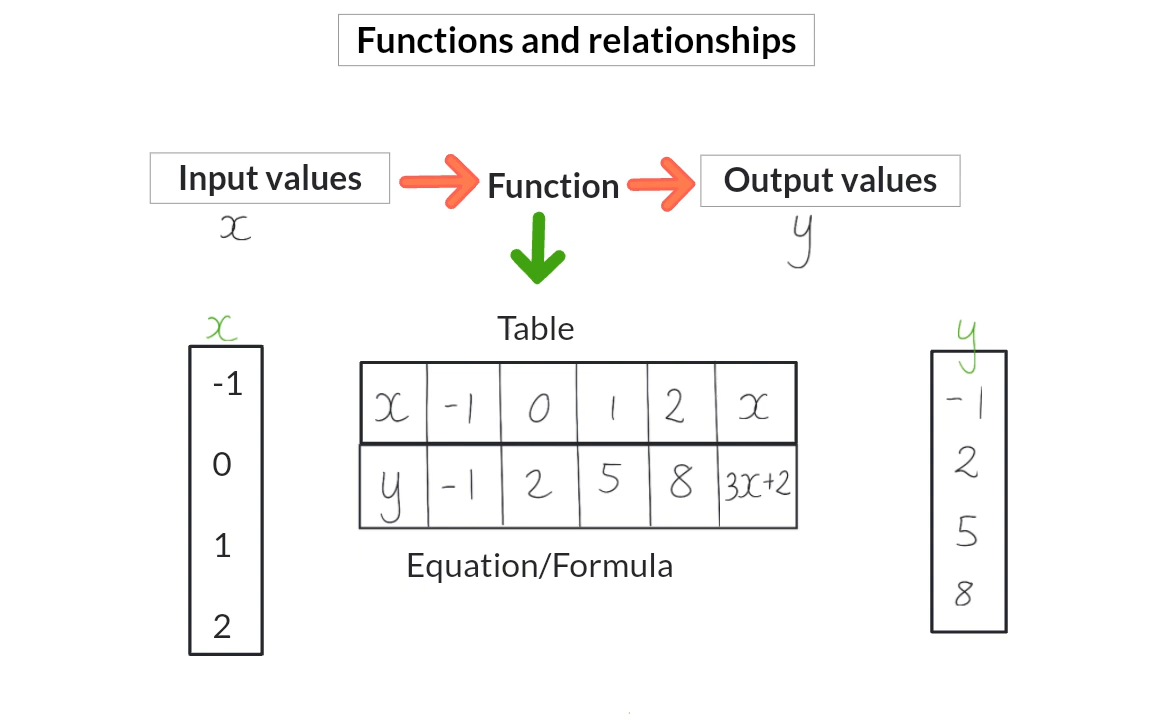 Functions and relationships
Input values
Function
Output values
x
y
Table
x
-1
0
1
2
x -1 0 1 2 x
y -1 2 5 8 3x+2
y
-1
2
5
8
Equation/Formula